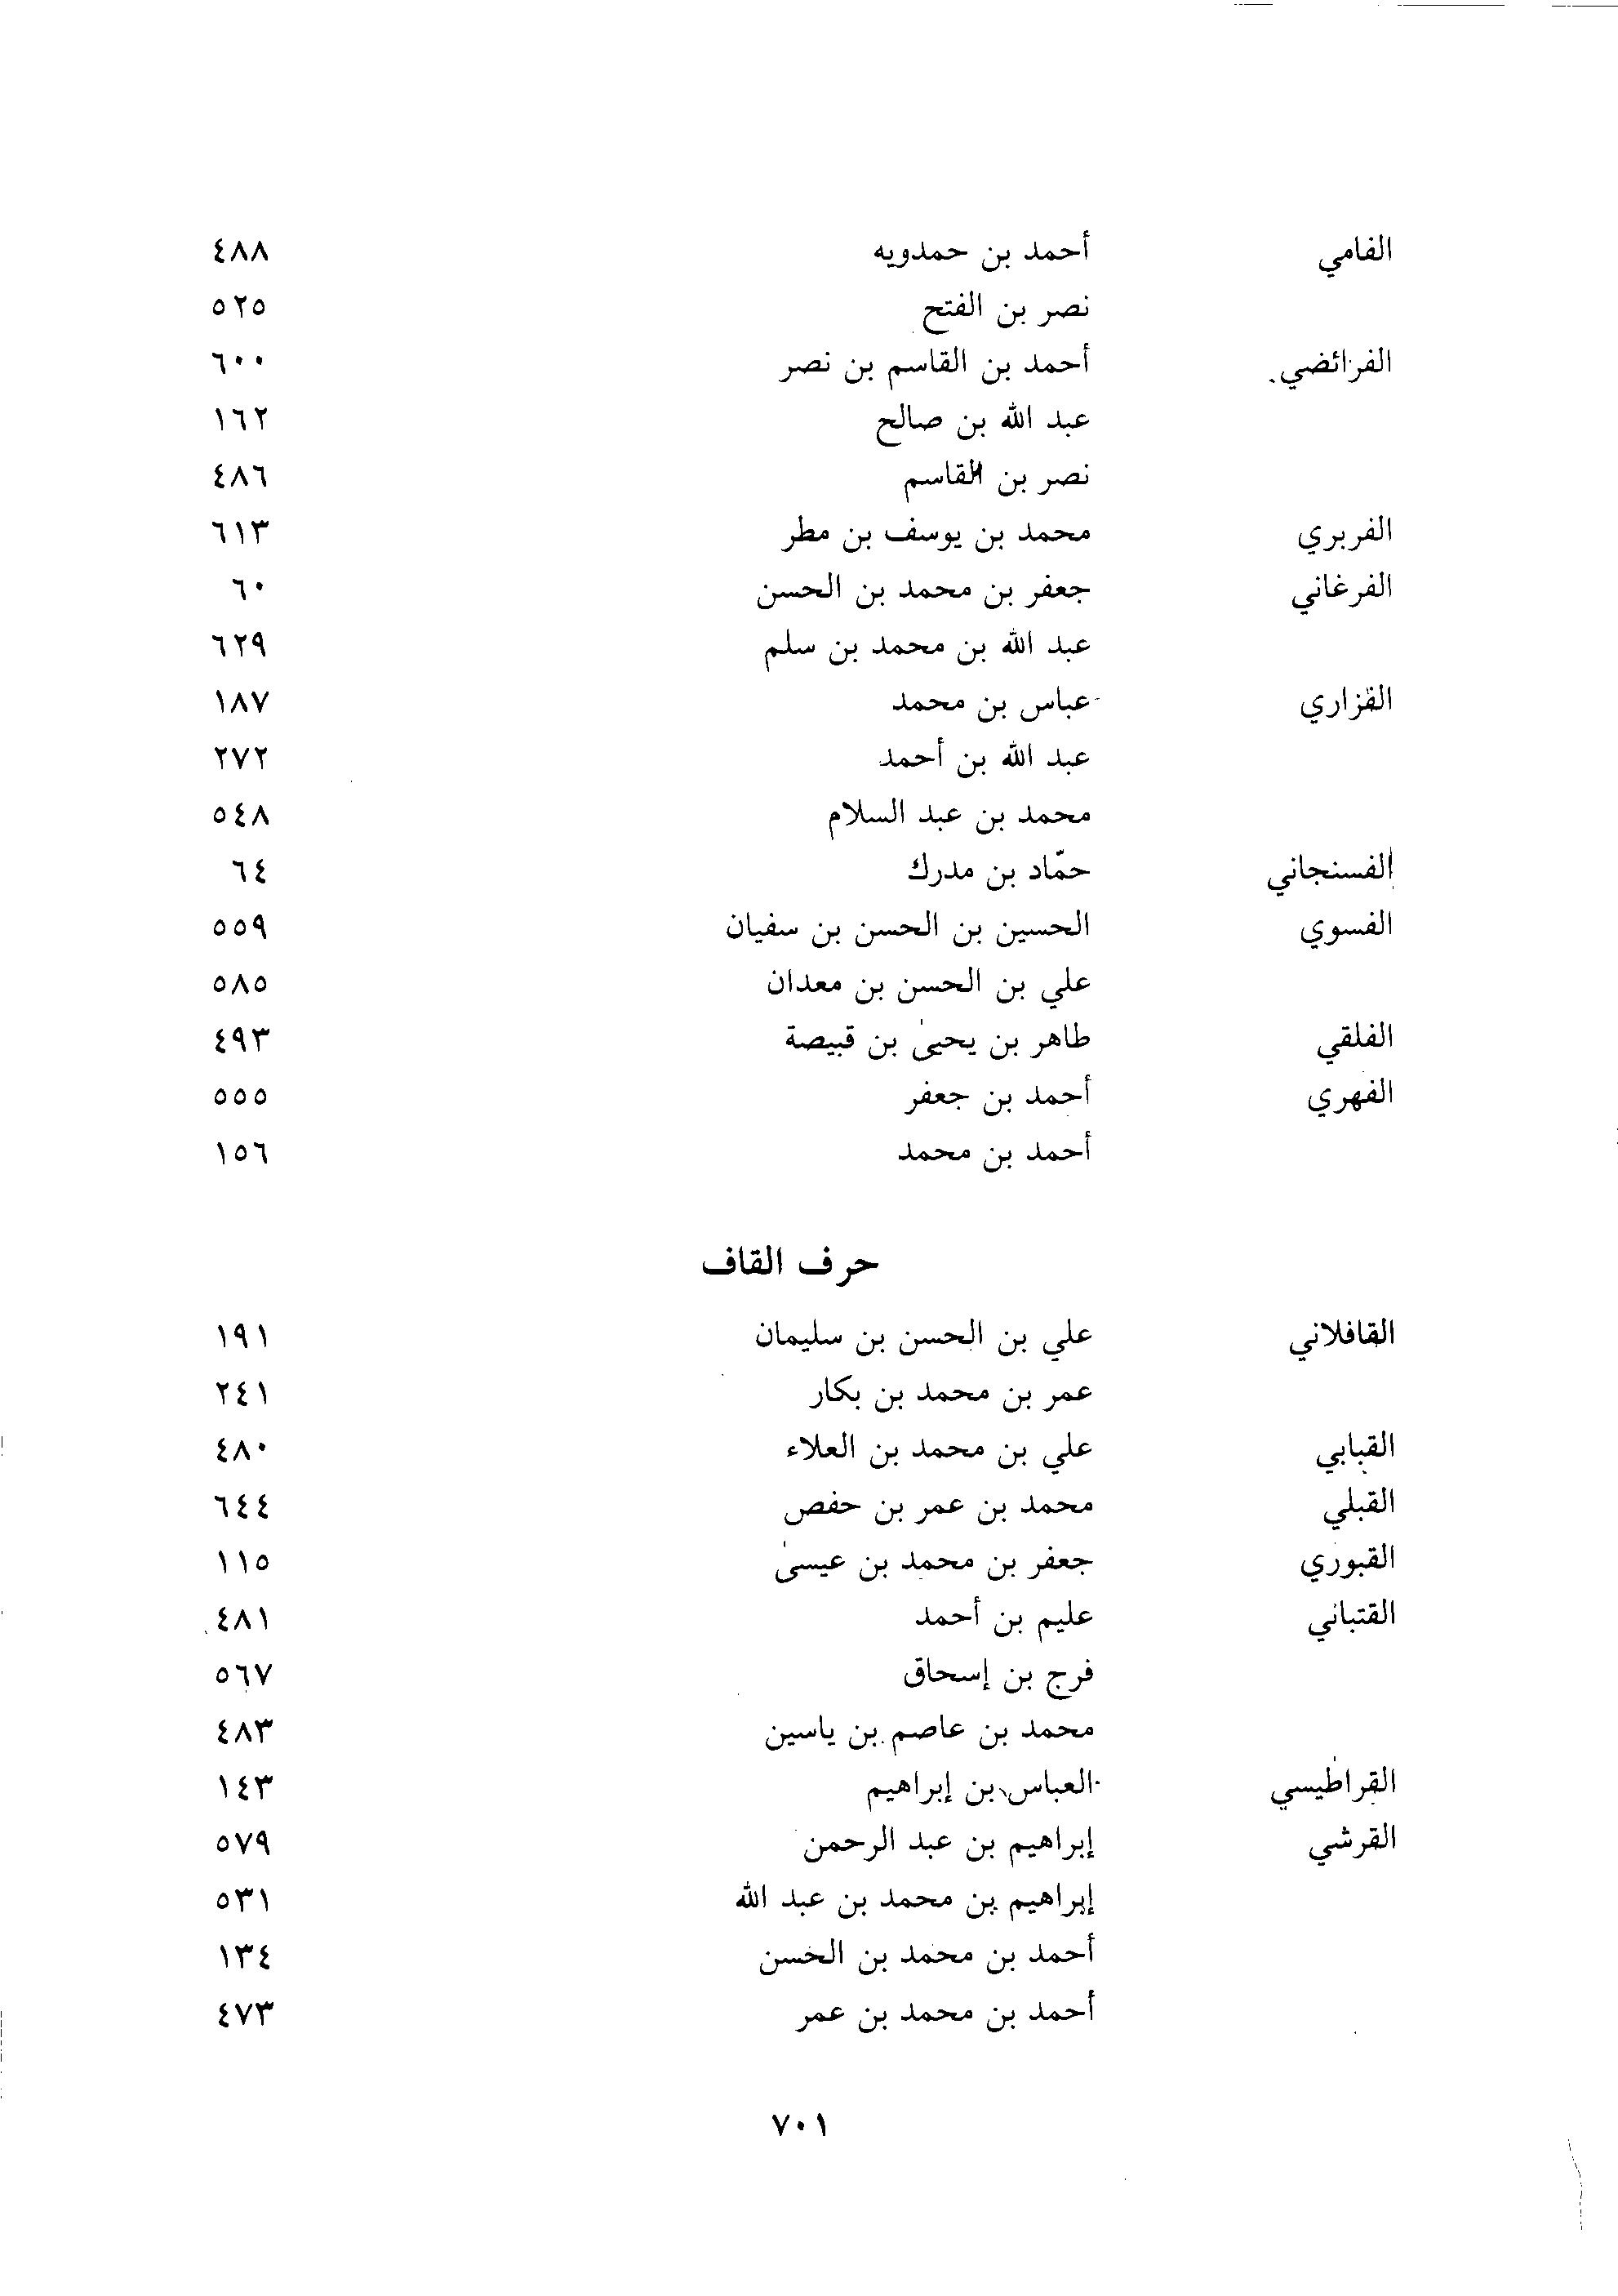 الفامي أحمد بن حمدويه ٤٨٨
نصر بن الفتح ٥٢٥
الفرائضي أحمد بن القاسم بن نصر ٦٠٠
عبد الله بن صالح ١٦٢
نصر بن القاسم ٤٨٦
الفربري محمد بن يوسف بن مطر ٦١٣
الفرغاني جعفر بن محمد بن الحسن ٦٠
عبد الله بن محمد بن سلم ٦٢٩
الفزاري عباس بن محمد ١٨٧
عبد الله بن أحمد ٢٧٢
محمد بن عبد السلام ٥٤٨
الفسنجاني حمّاد بن مدرك ٦٤
الفسوي الحسين بن الحسن بن سفيان ٥٥٩
علي بن الحسن بن معدان ٥٨٥
الفلقي طاهر بن يحيىٰ بن قبيصة ٤٩٣
الفهري أحمد بن جعفر ٥٥٥
أحمد بن محمد ١٥٦
حرف القاف
القافلاني علي بن الحسن بن سليمان ١٩١
عمر بن محمد بن بكار ٢٤١
القبابي علي بن محمد بن العلاء ٤٨٠
القبلي محمد بن عمر بن حفص ٦٤٤
القبوري جعفر بن محمد بن عيسىٰ ١١٥
القتباني عليم بن أحمد ٤٨١
فرج بن إسحاق ٥٦٧
محمد بن عاصم بن ياسين ٤٨٣
القراطيسي العباس بن إبراهيم ١٤٣
القرشي إبراهيم بن عبد الرحمن ٥٧٩
إبراهيم بن محمد بن عبد الله ٥٣١
أحمد بن محمد بن الحسن ١٣٤
أحمد بن محمد بن عمر ٤٧٣
٧٠١